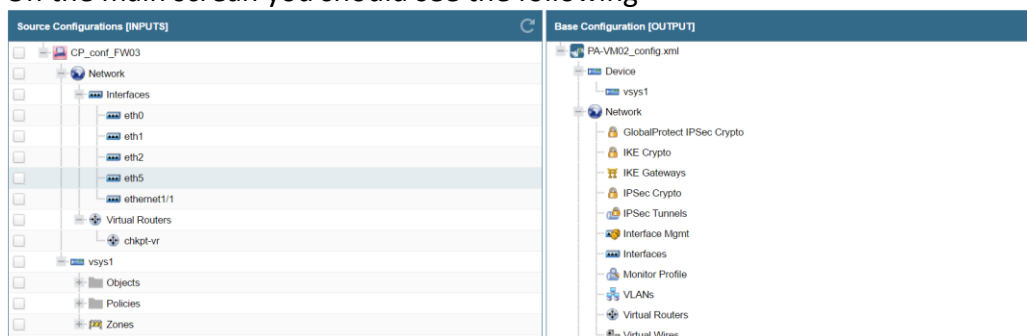 On the main screan you should see the following
Source Configurations [INPUTS]
CP_conf_FW03
Network
Interfaces
eth0
eth1
eth2
eth5
ethernet1/1
Virtual Routers
chkpt-vr
vsys1
Objects
Policies
Zones
Base Configuration [OUTPUT]
PA-VM02_config.xml
Device
vsys1
Network
GlobalProtect IPSec Crypto
IKE Crypto
IKE Gateways
IPSec Crypto
IPSec Tunnels
Interface Mgmt
Interfaces
Monitor Profile
VLANs
Virtual Routers
Virtual Wires